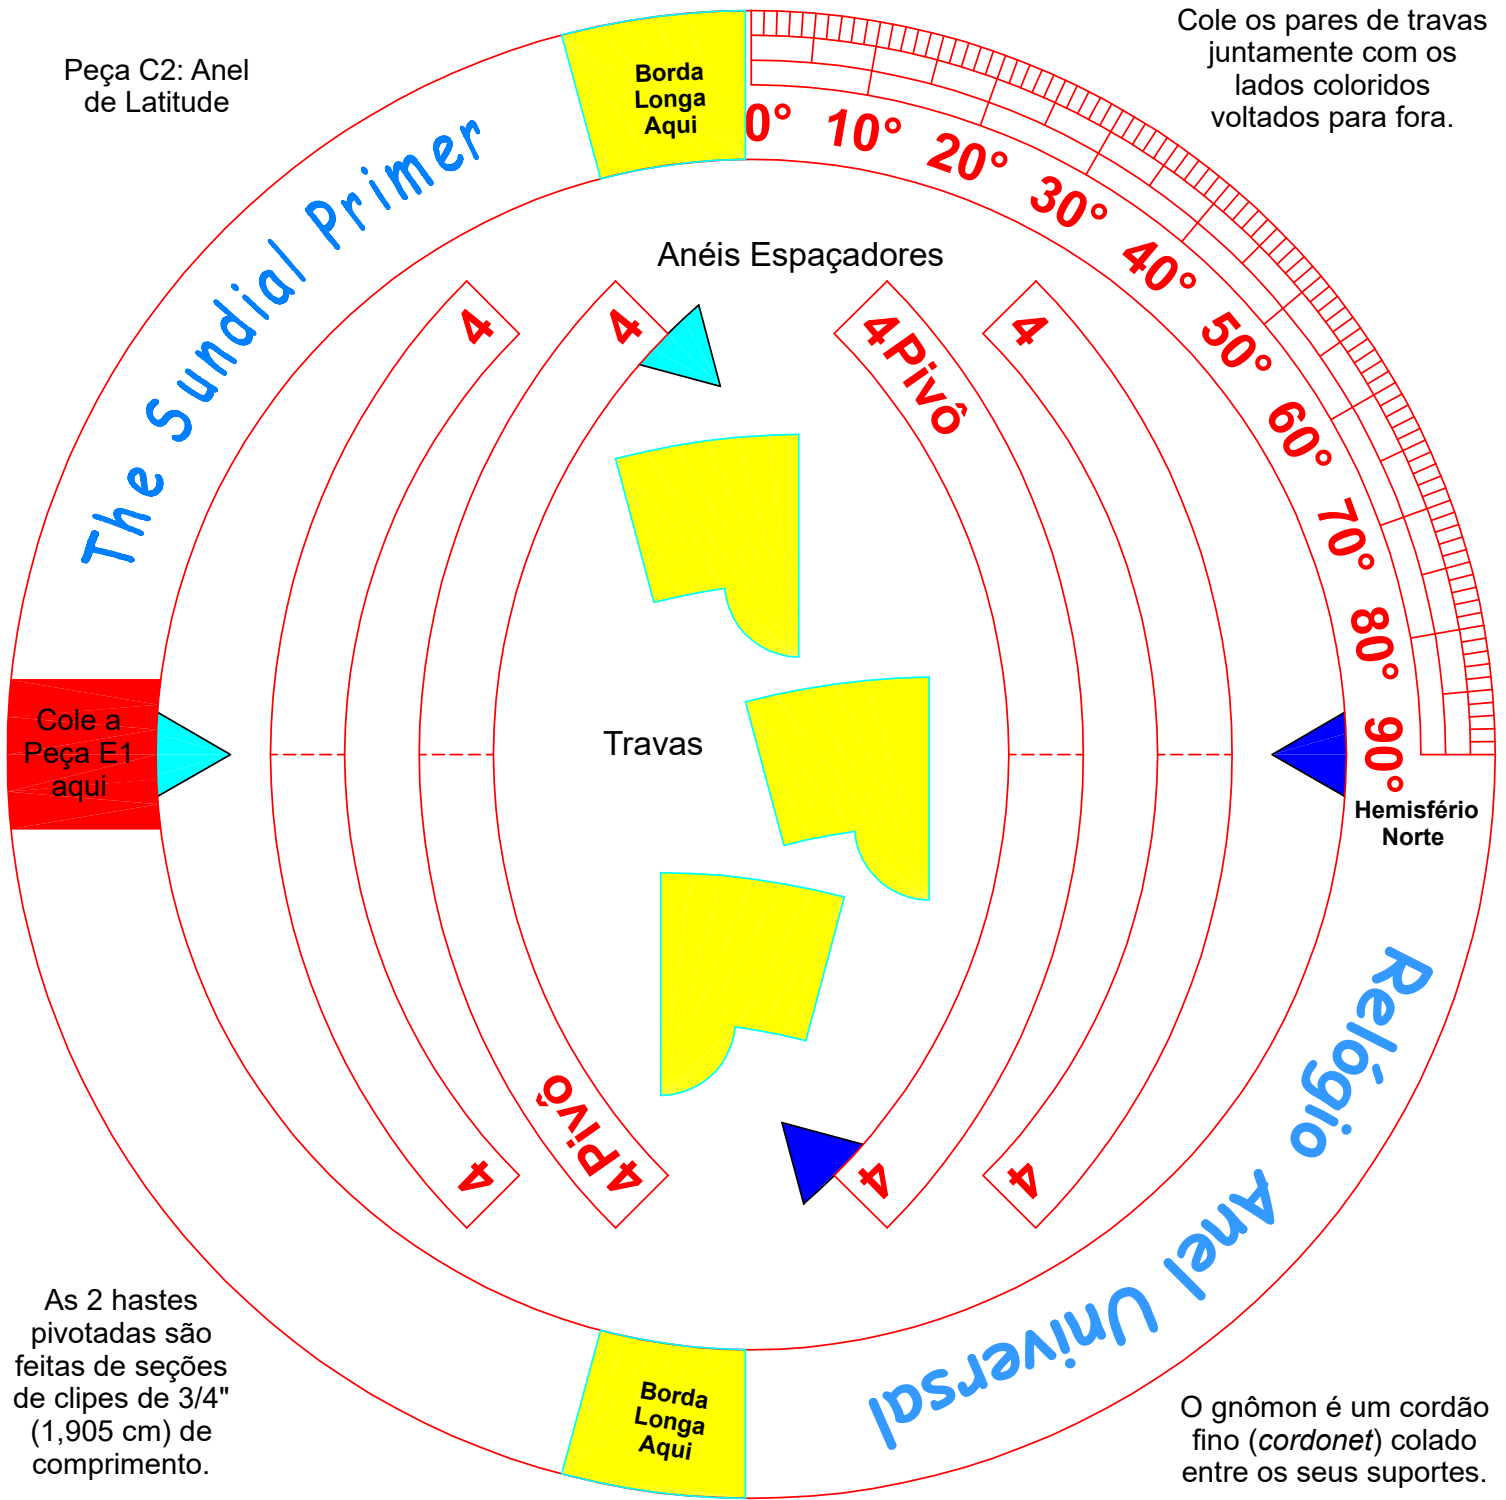 Peça C2: Anel
de Latitude
Cole os pares de travas
juntamente com os
lados coloridos
voltados para fora.
Borda
Longa
Aqui
0° 10° 20° 30° 40° 50° 60° 70° 80° 90°
The Sundial Primer
Anéis Espaçadores
4
4
4Pivô
4
Travas
Cole a
Peça E1
aqui
Hemisfério
Norte
4
4Pivô
4
4
Relógio Anel Universal
As 2 hastes
pivotadas são
feitas de seções
de clipes de 3/4"
(1,905 cm) de
comprimento.
Borda
Longa
Aqui
O gnômon é um cordão
fino (cordonet) colado
entre os seus suportes.